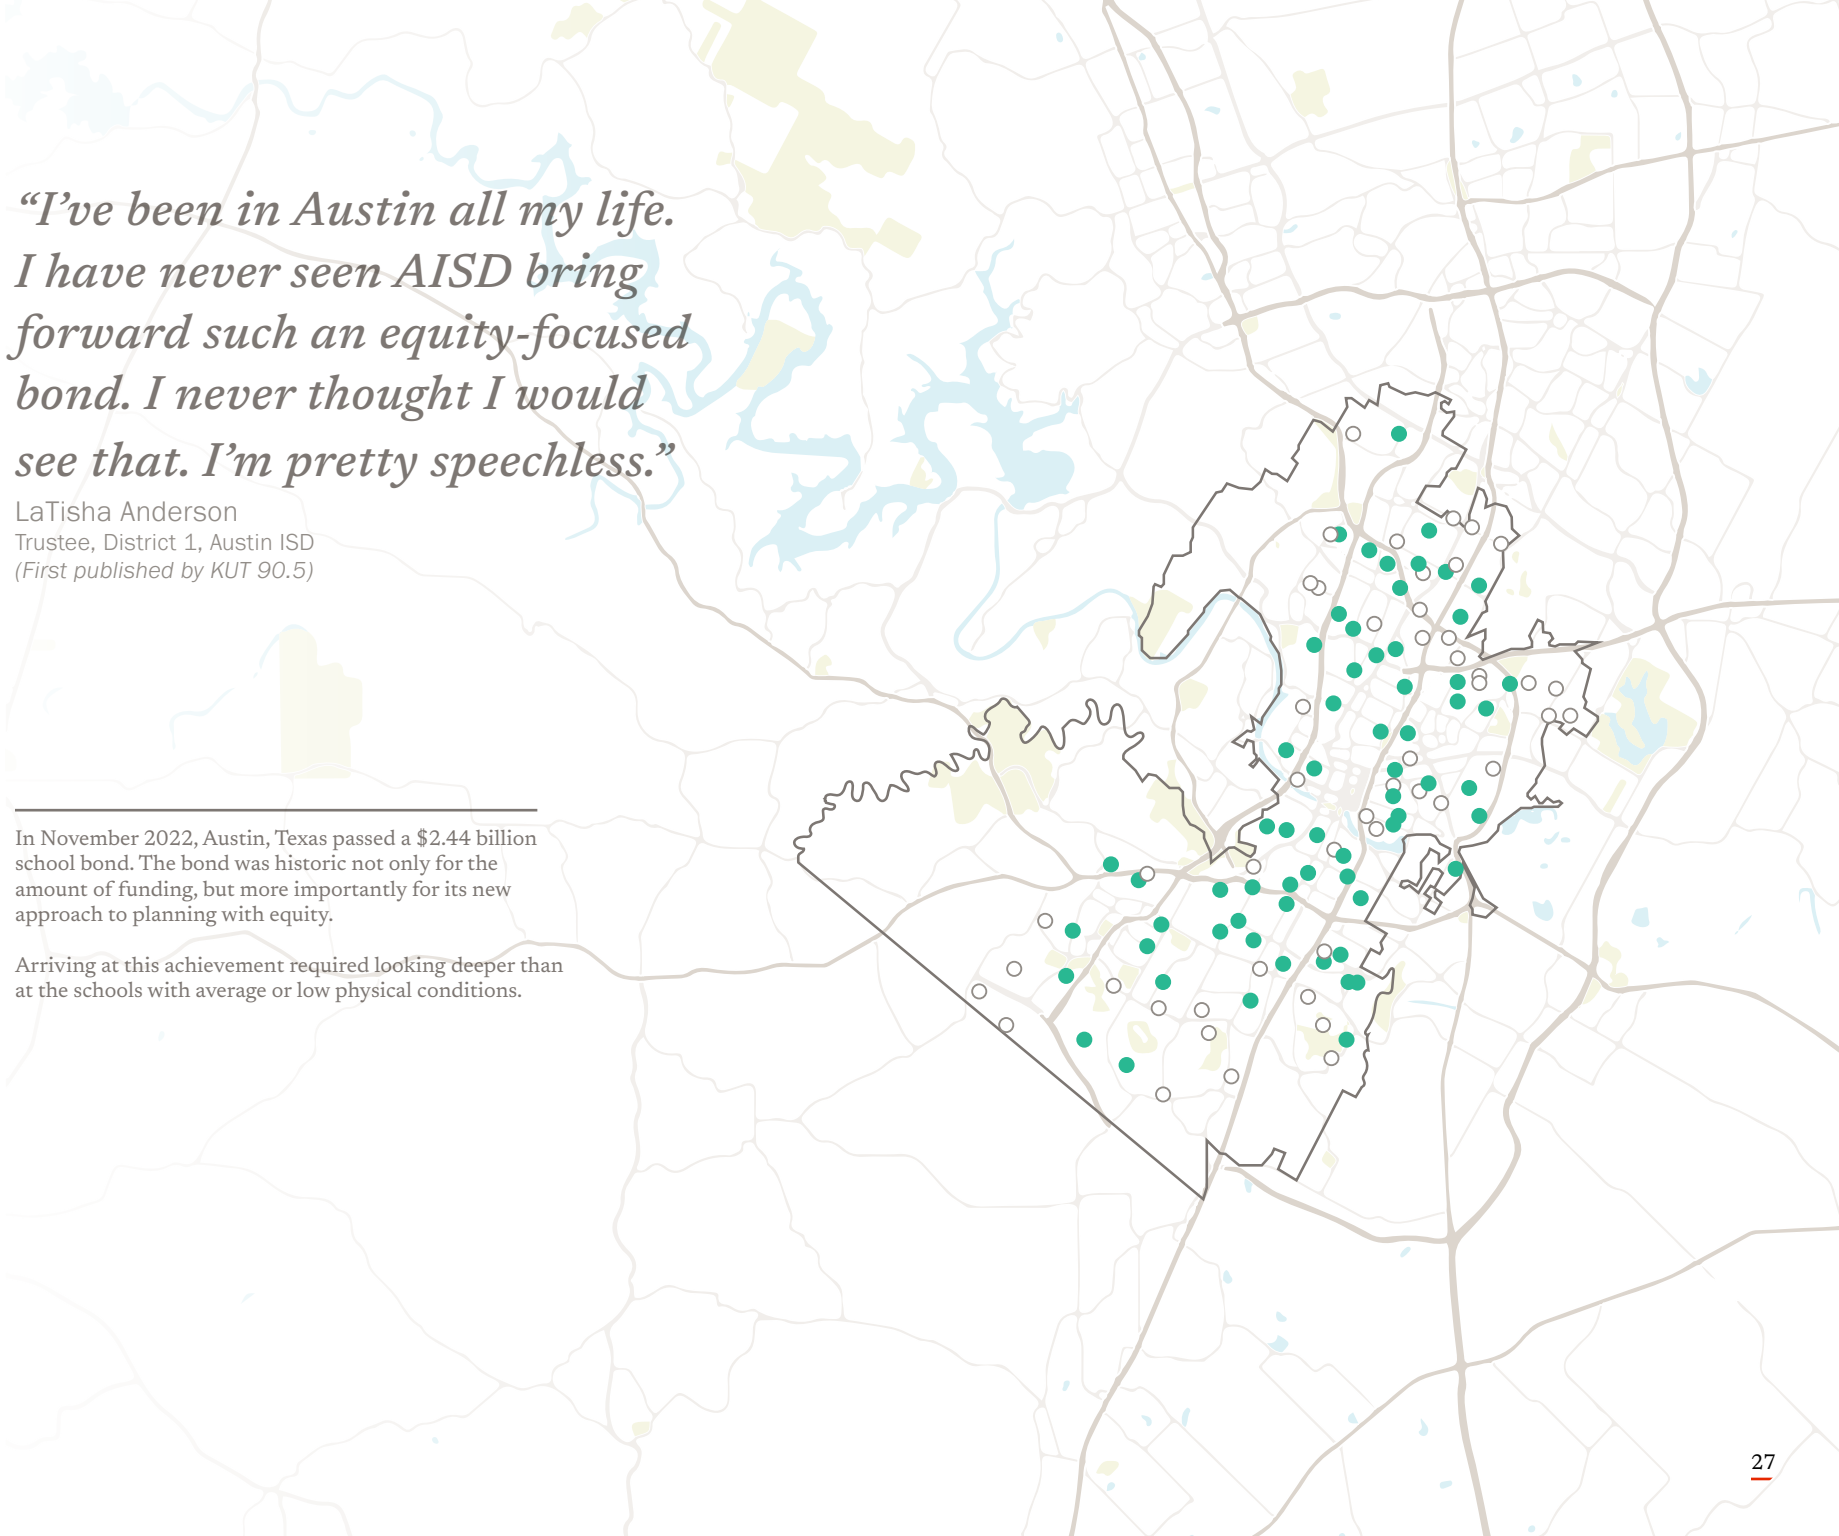 “I’ve been in Austin all my life.
I have never seen AISD bring
forward such an equity-focused
bond. I never thought I would
see that. I’m pretty speechless.”
LaTisha Anderson
Trustee, District 1, Austin ISD
(First published by KUT 90.5)
In November 2022, Austin, Texas passed a $2.44 billion
school bond. The bond was historic not only for the
amount of funding, but more importantly for its new
approach to planning with equity.
Arriving at this achievement required looking deeper than
at the schools with average or low physical conditions.
27